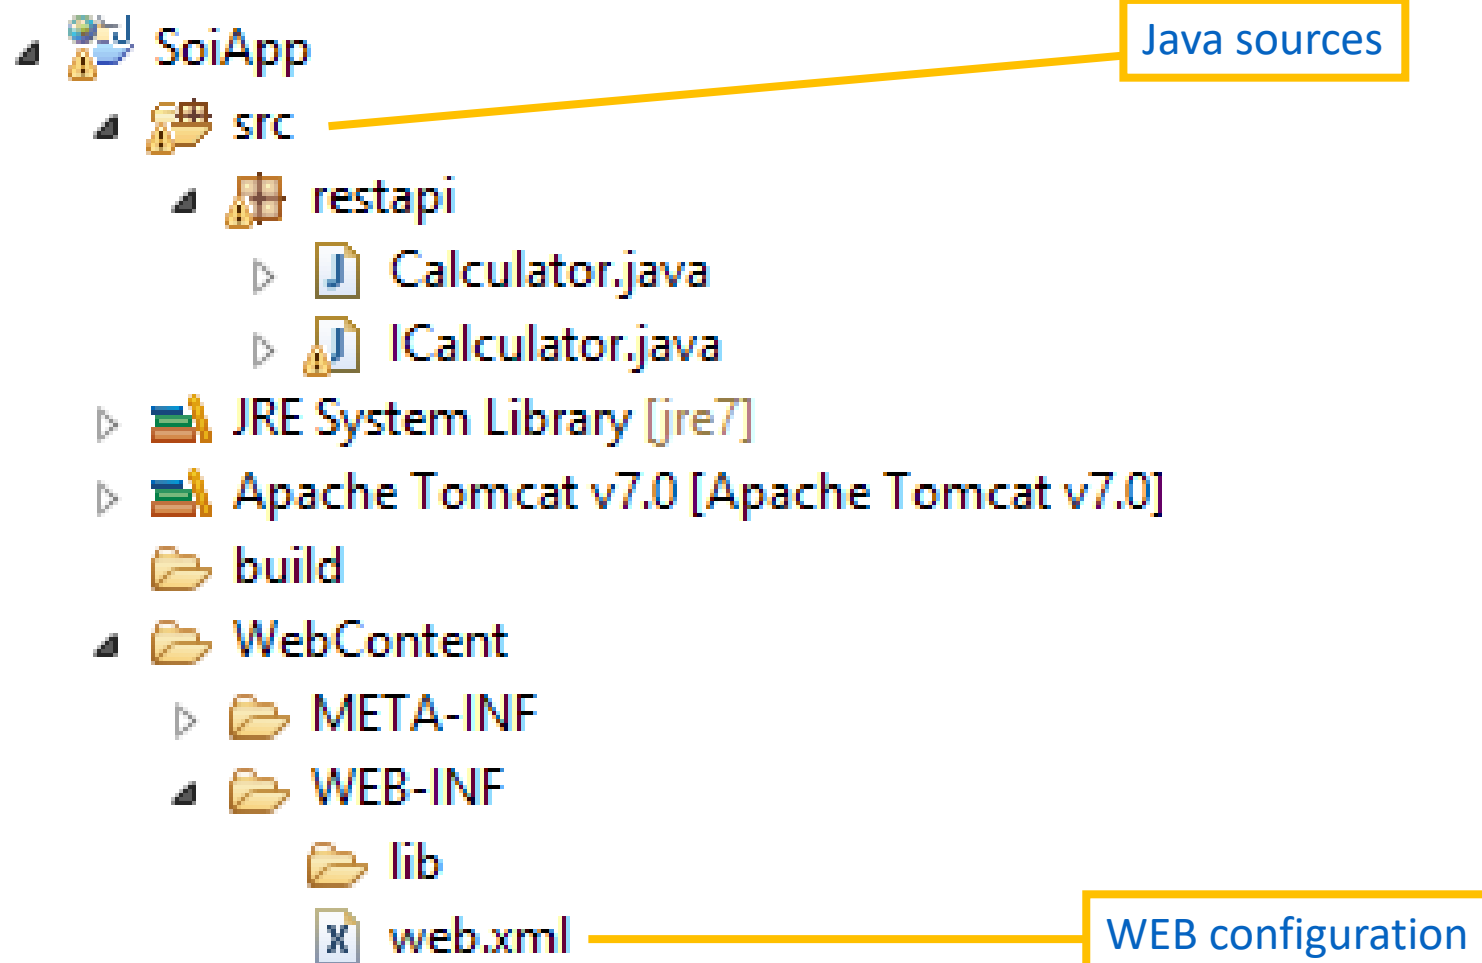 SoiApp
Java sources
src
restapi
Calculator.java
ICalculator.java
JRE System Library [jre7]
Apache Tomcat v7.0 [Apache Tomcat v7.0]
build
WebContent
META-INF
WEB-INF
lib
web.xml
WEB configuration